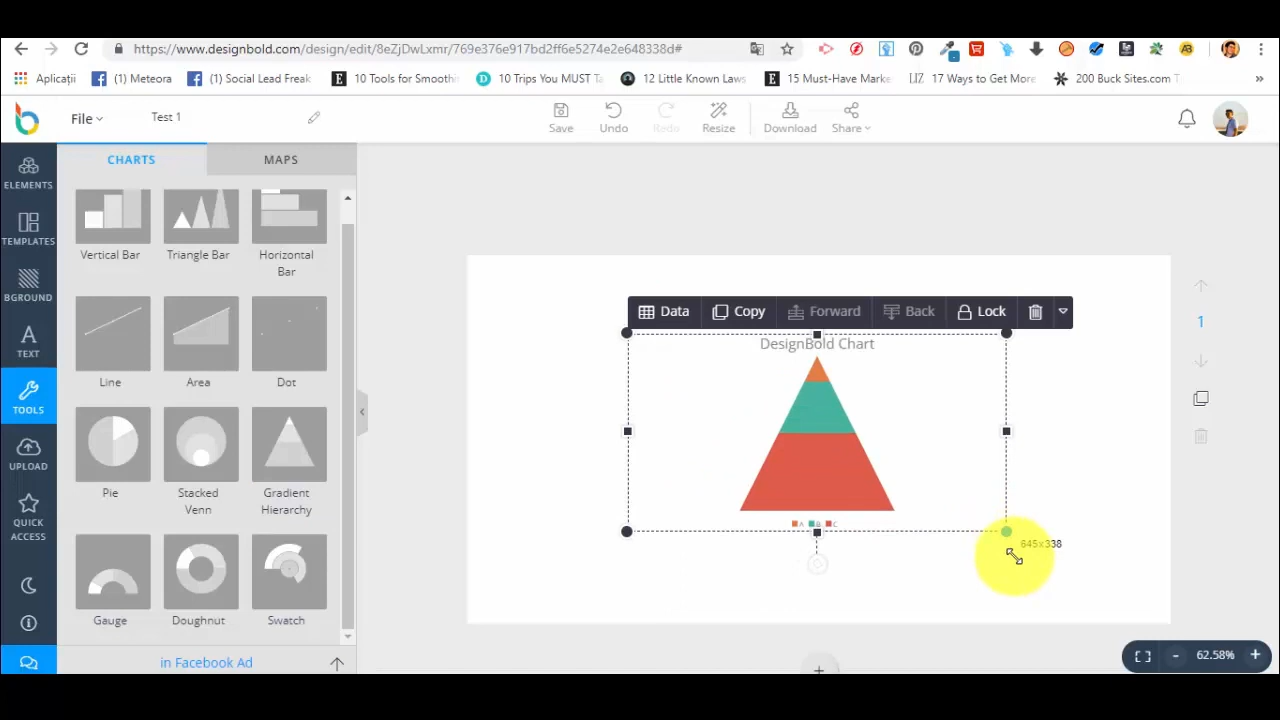 https://www.designbold.com/design/edit/8eZjDwLxmr/769e376e917bd2ff6e5274e2e648338d#
Aplicații
(1) Meteora
(1) Social Lead Freak
10 Tools for Smoothi
10 Trips You MUST Ta
12 Little Known Laws
15 Must-Have Marke
17 Ways to Get More
200 Buck Sites.com T
File
Test 1
Save
Undo
Redo
Resize
Download
Share
ELEMENTS
TEMPLATES
BGROUND
TEXT
TOOLS
UPLOAD
QUICK
ACCESS
CHARTS
MAPS
Vertical Bar
Triangle Bar
Horizontal
Bar
Line
Area
Dot
Pie
Stacked
Venn
Gradient
Hierarchy
Gauge
Doughnut
Swatch
in Facebook Ad
Data
Copy
Forward
Back
Lock
DesignBold Chart
A
B
C
645x338
1
62.58%